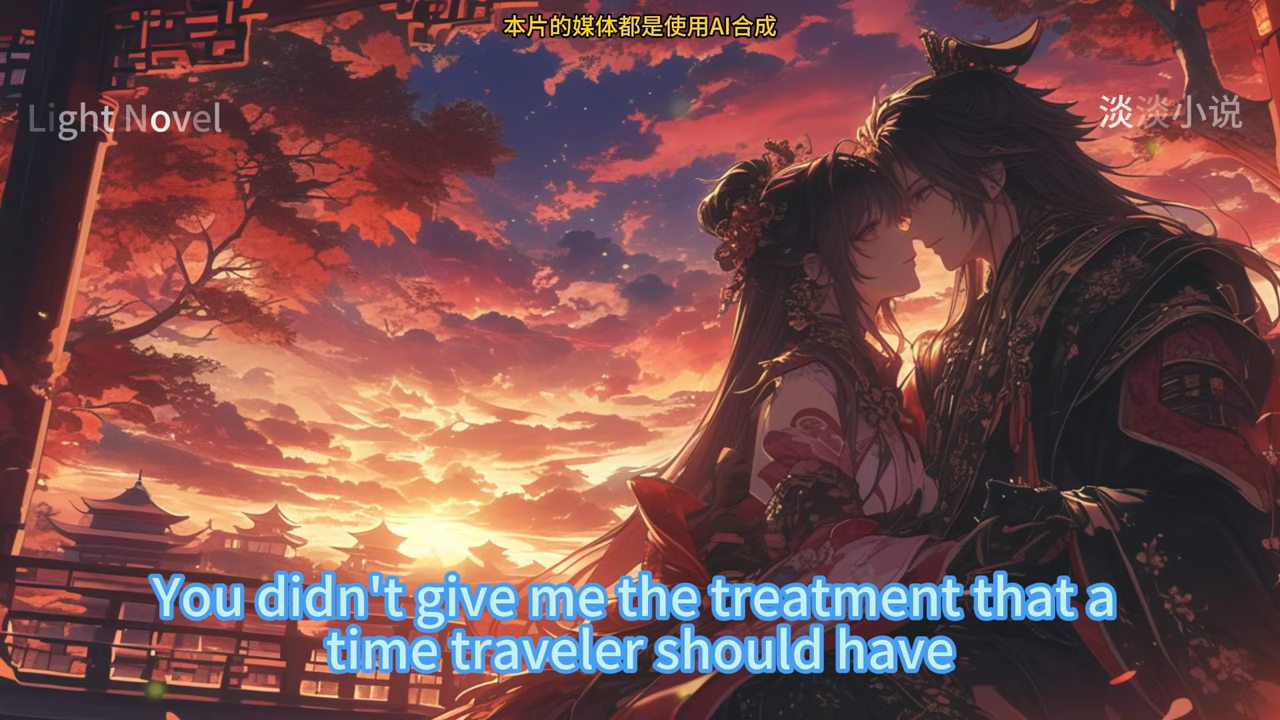 本片的媒体都是使用AI合成
Light Novel
淡淡小说
You didn't give me the treatment that a
time traveler should have